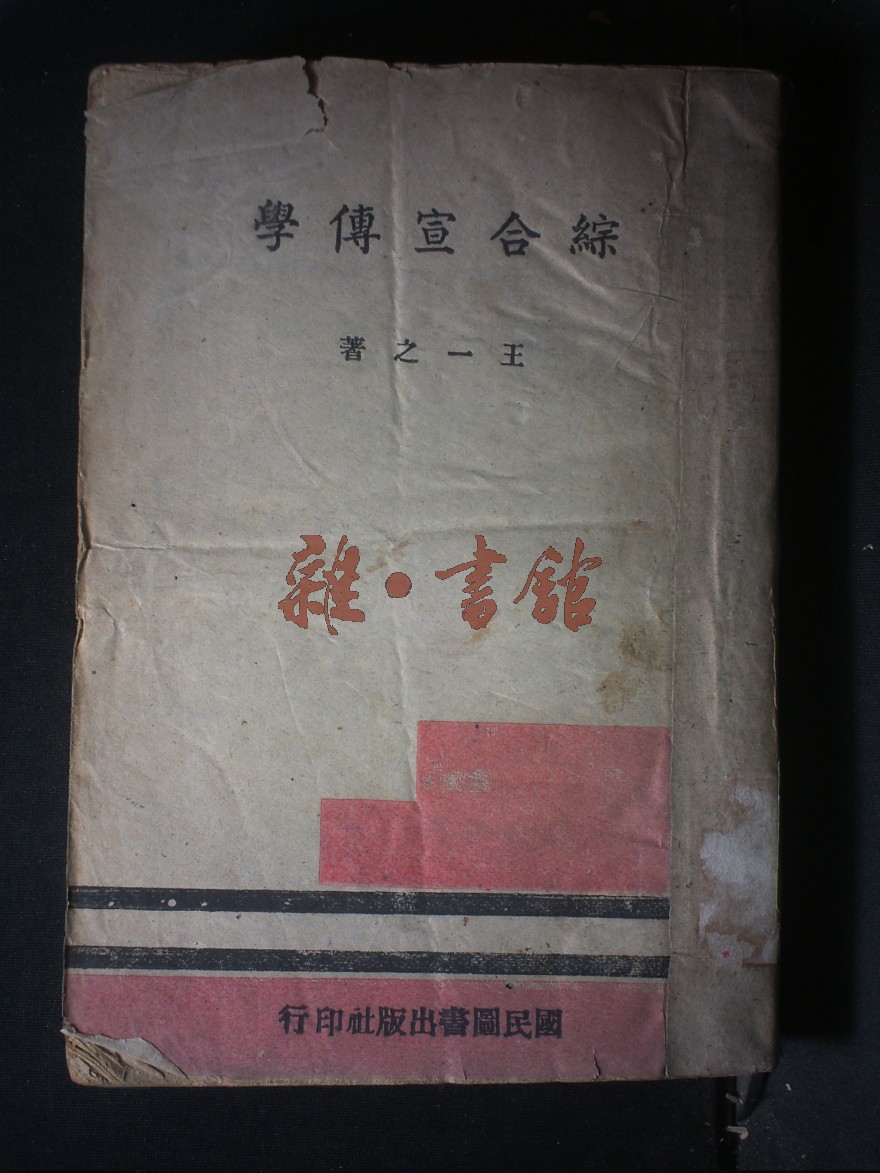 綜合宣傳學
王一之著
雜·書館
國民圖書出版社印行